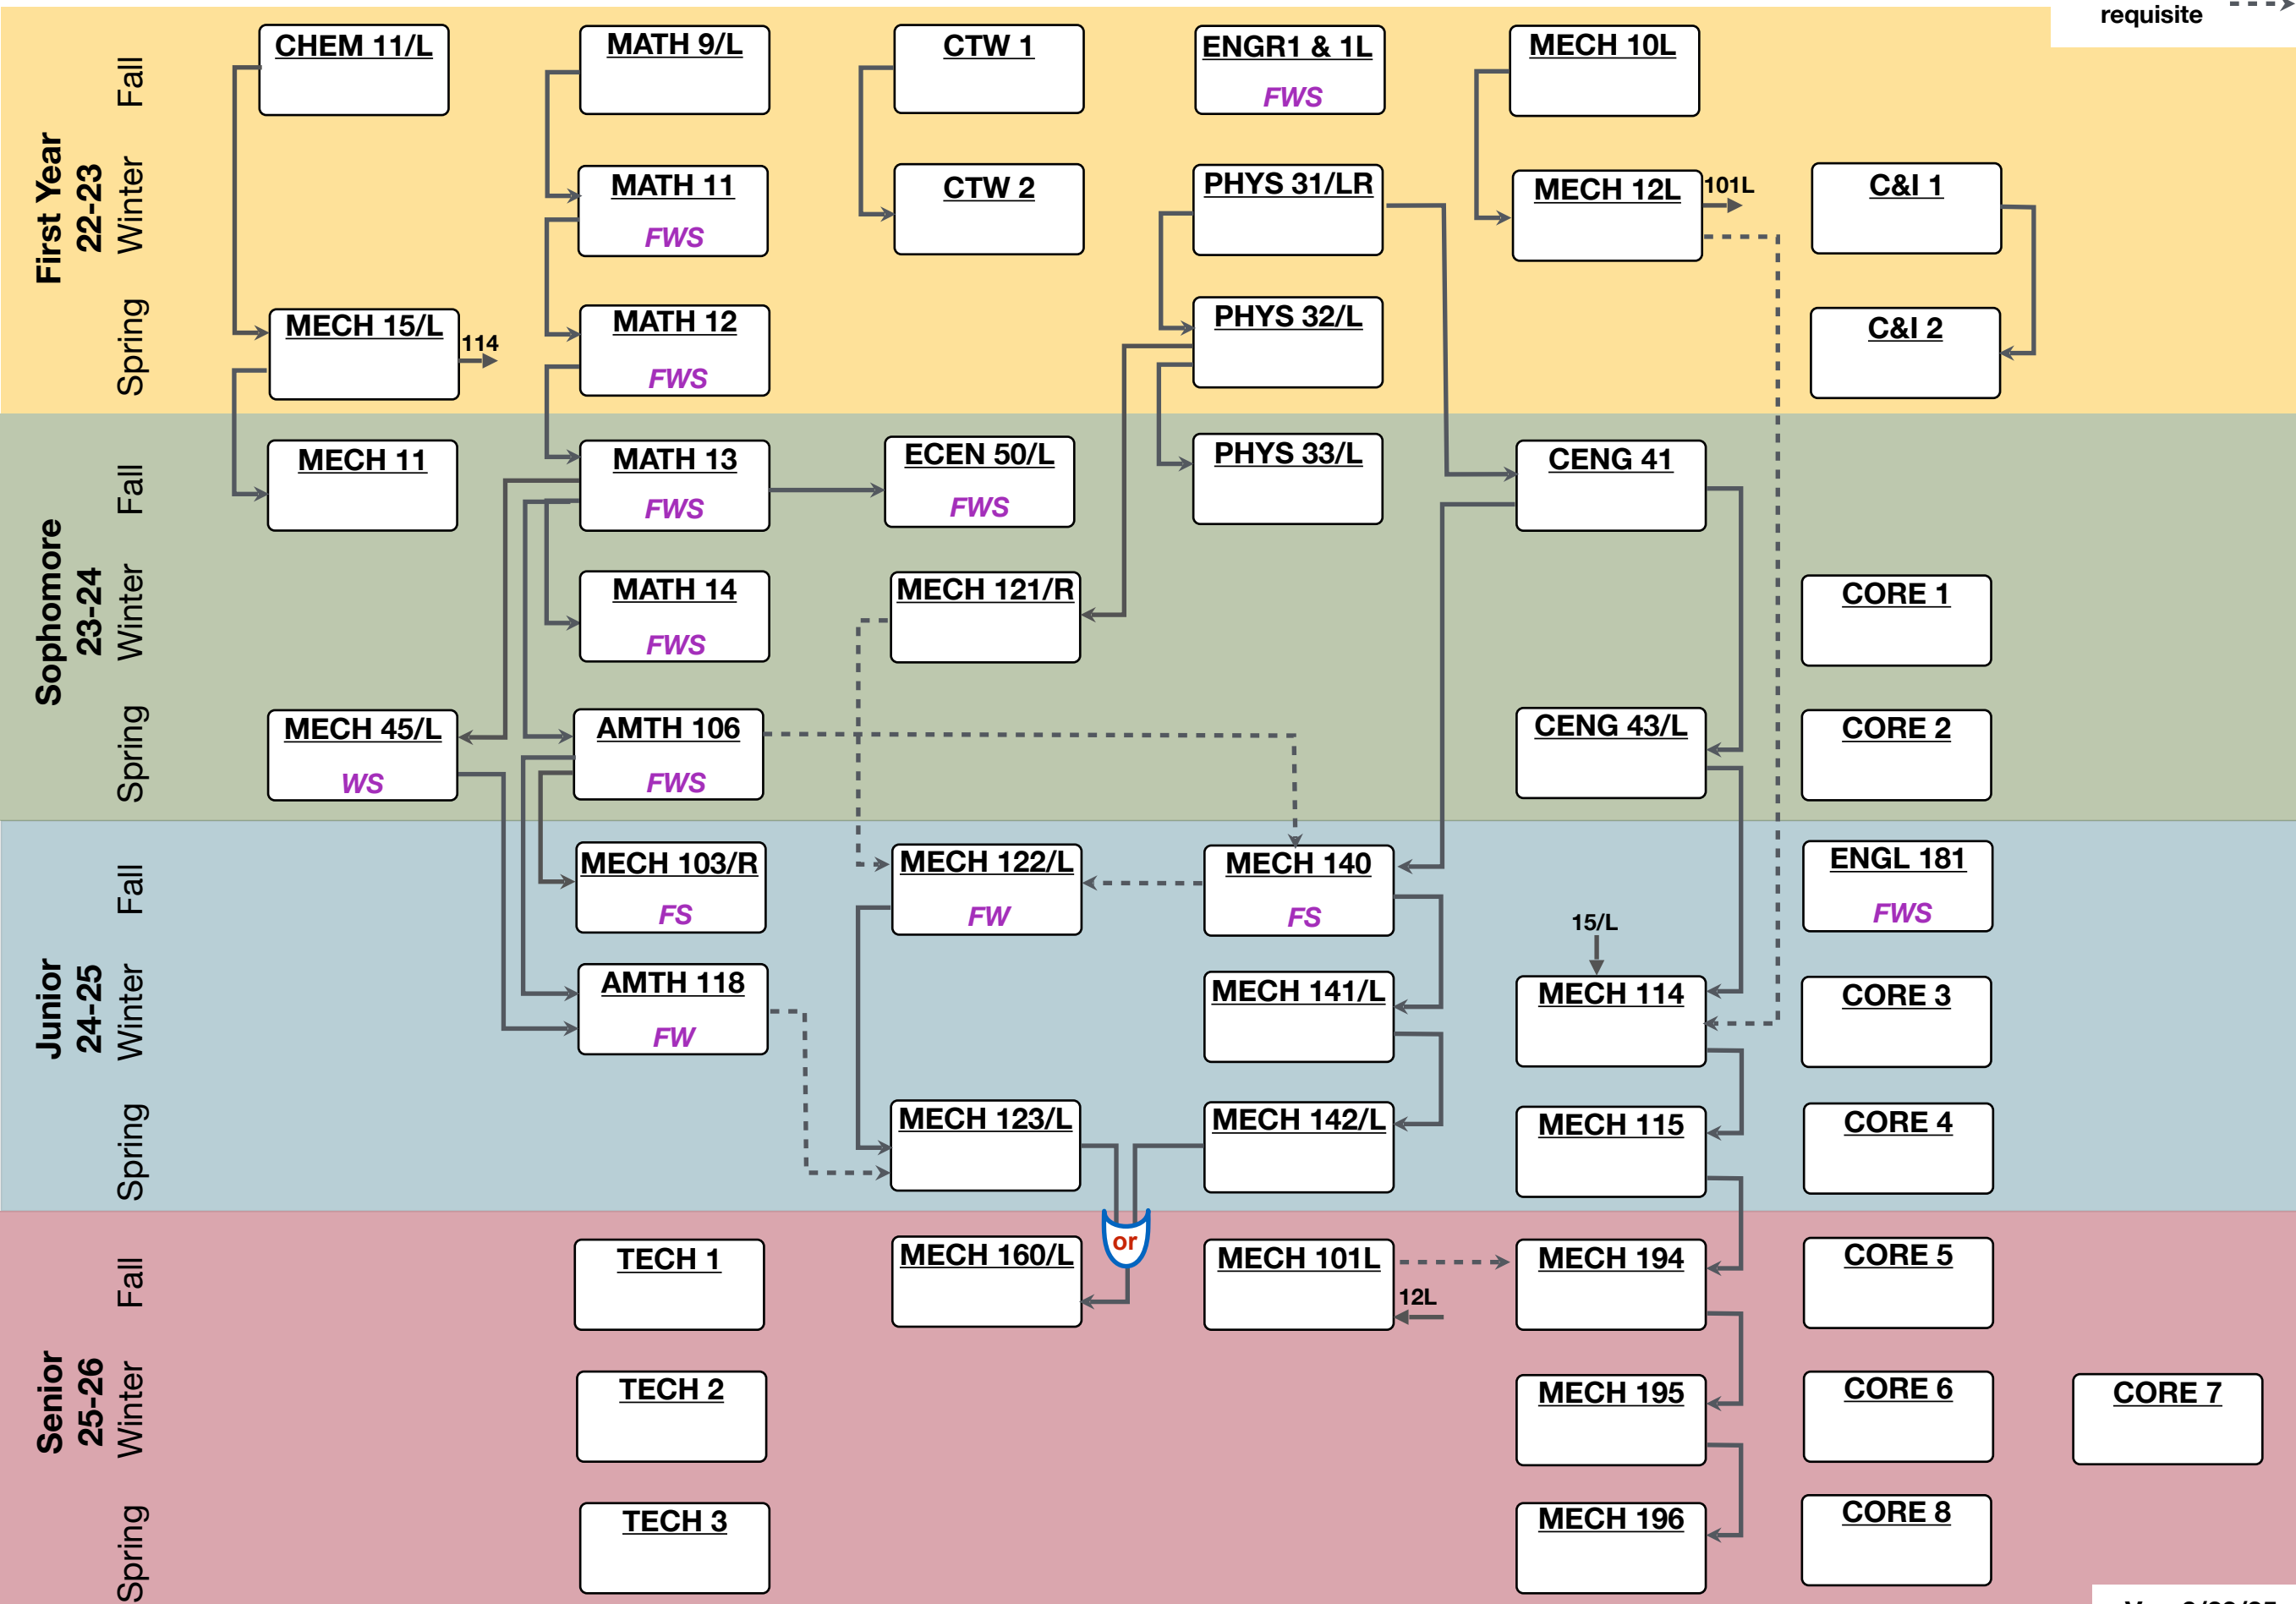 requisite
First Year
22-23
Fall
CHEM 11/L
MATH 9/L
CTW 1
ENGR1 & 1L
FWS
MECH 10L
Winter
MATH 11
FWS
CTW 2
PHYS 31/LR
MECH 12L
101L
C&I 1
Spring
MECH 15/L
114
MATH 12
FWS
PHYS 32/L
C&I 2
Sophomore
23-24
Fall
MECH 11
MATH 13
FWS
ECEN 50/L
FWS
PHYS 33/L
CENG 41
Winter
MATH 14
FWS
MECH 121/R
CORE 1
Spring
MECH 45/L
WS
AMTH 106
FWS
CENG 43/L
CORE 2
Junior
24-25
Fall
MECH 103/R
FS
MECH 122/L
FW
MECH 140
FS
ENGL 181
FWS
Winter
AMTH 118
FW
MECH 141/L
15/L
MECH 114
CORE 3
Spring
MECH 123/L
MECH 142/L
MECH 115
CORE 4
or
Senior
25-26
Fall
TECH 1
MECH 160/L
MECH 101L
12L
MECH 194
CORE 5
Winter
TECH 2
MECH 195
CORE 6
CORE 7
Spring
TECH 3
MECH 196
CORE 8